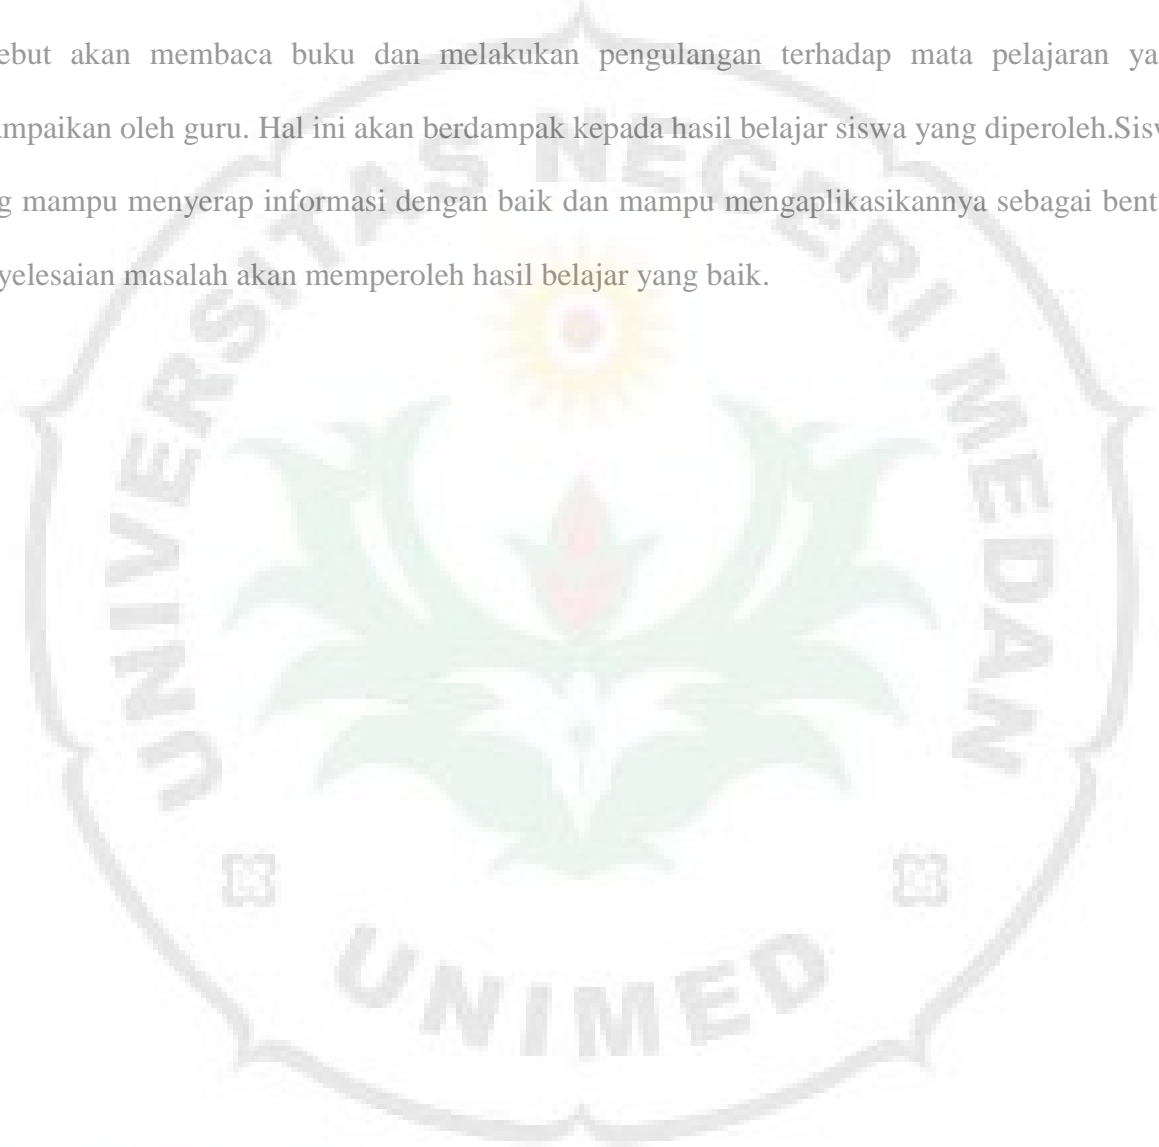 ebut akan membaca buku dan melakukan pengulangan terhadap mata pelajaran ya
ampaikan oleh guru. Hal ini akan berdampak kepada hasil belajar siswa yang diperoleh.Sisw
g mampu menyerap informasi dengan baik dan mampu mengaplikasikannya sebagai bent
yelesaian masalah akan memperoleh hasil belajar yang baik.
UNIVERSITAS NEGERI MEDAN
UNIMED